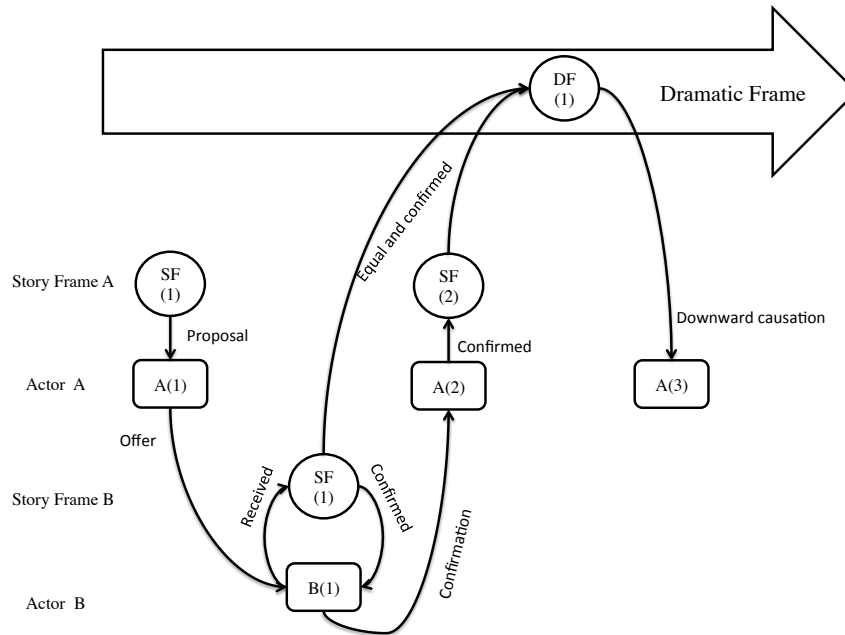 DF
(1)
Dramatic Frame
Equal and confirmed
Story Frame A
SF
(1)
SF
(2)
Proposal
Confirmed
Downward causation
Actor  A
A(1)
A(2)
A(3)
Offer
Story Frame B
Received
SF
(1)
Confirmed
Confirmation
Actor  B
B(1)